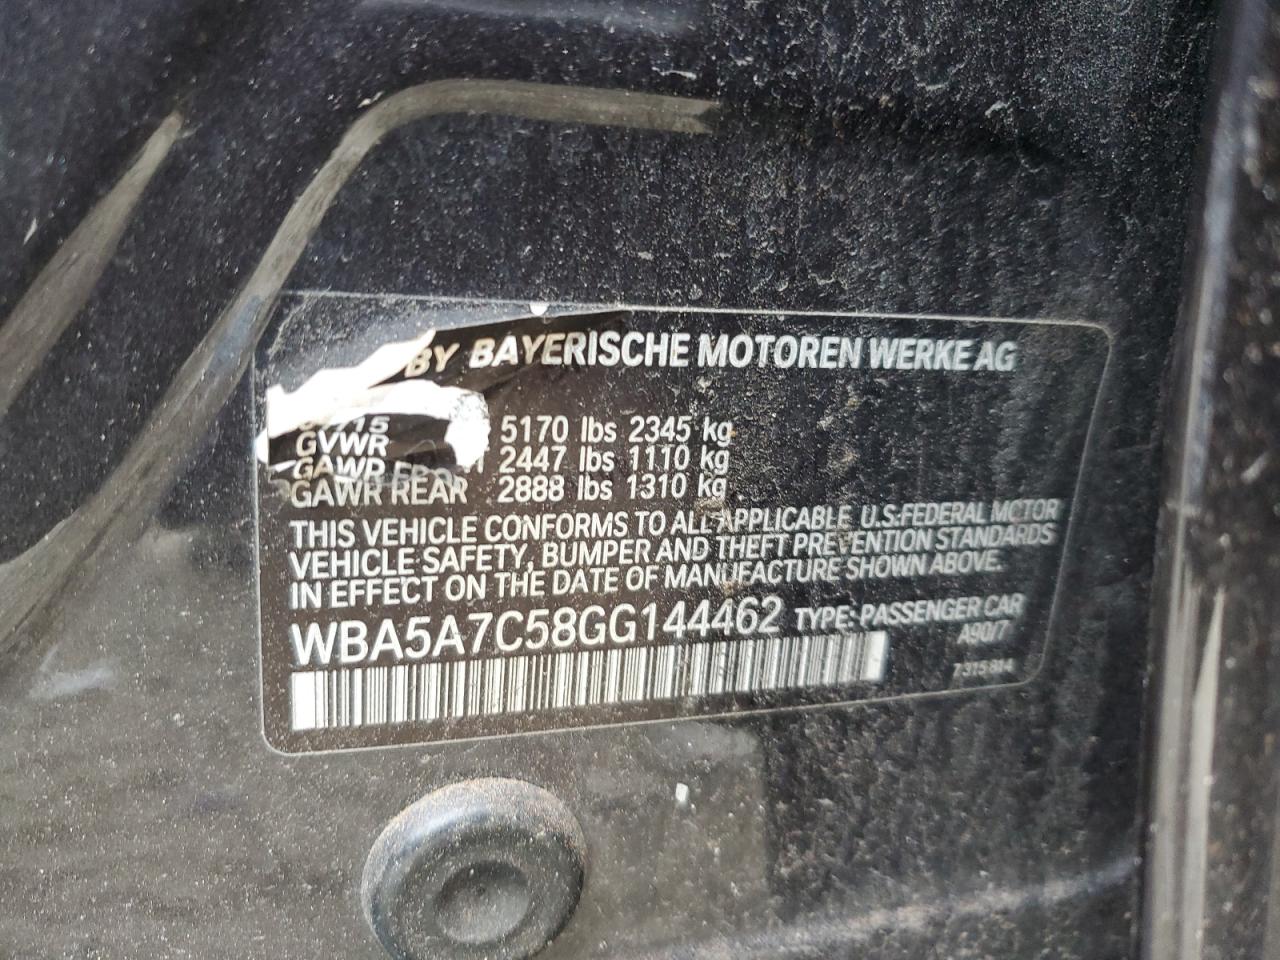 BY BAYERISCHE MOTOREN WERKE AG
GVWR 5170 lbs 2345 kg
GAWR 2447 lbs 1110 kg
GAWR REAR 2888 lbs 1310 kg
THIS VEHICLE CONFORMS TO ALL APPLICABLE U.S.FEDERAL MOTOR
VEHICLE SAFETY, BUMPER AND THEFT PREVENTION STANDARDS
IN EFFECT ON THE DATE OF MANUFACTURE SHOWN ABOVE.
WBA5A7C58GG144462 TYPE: PASSENGER CAR
A90/7
7 315 814